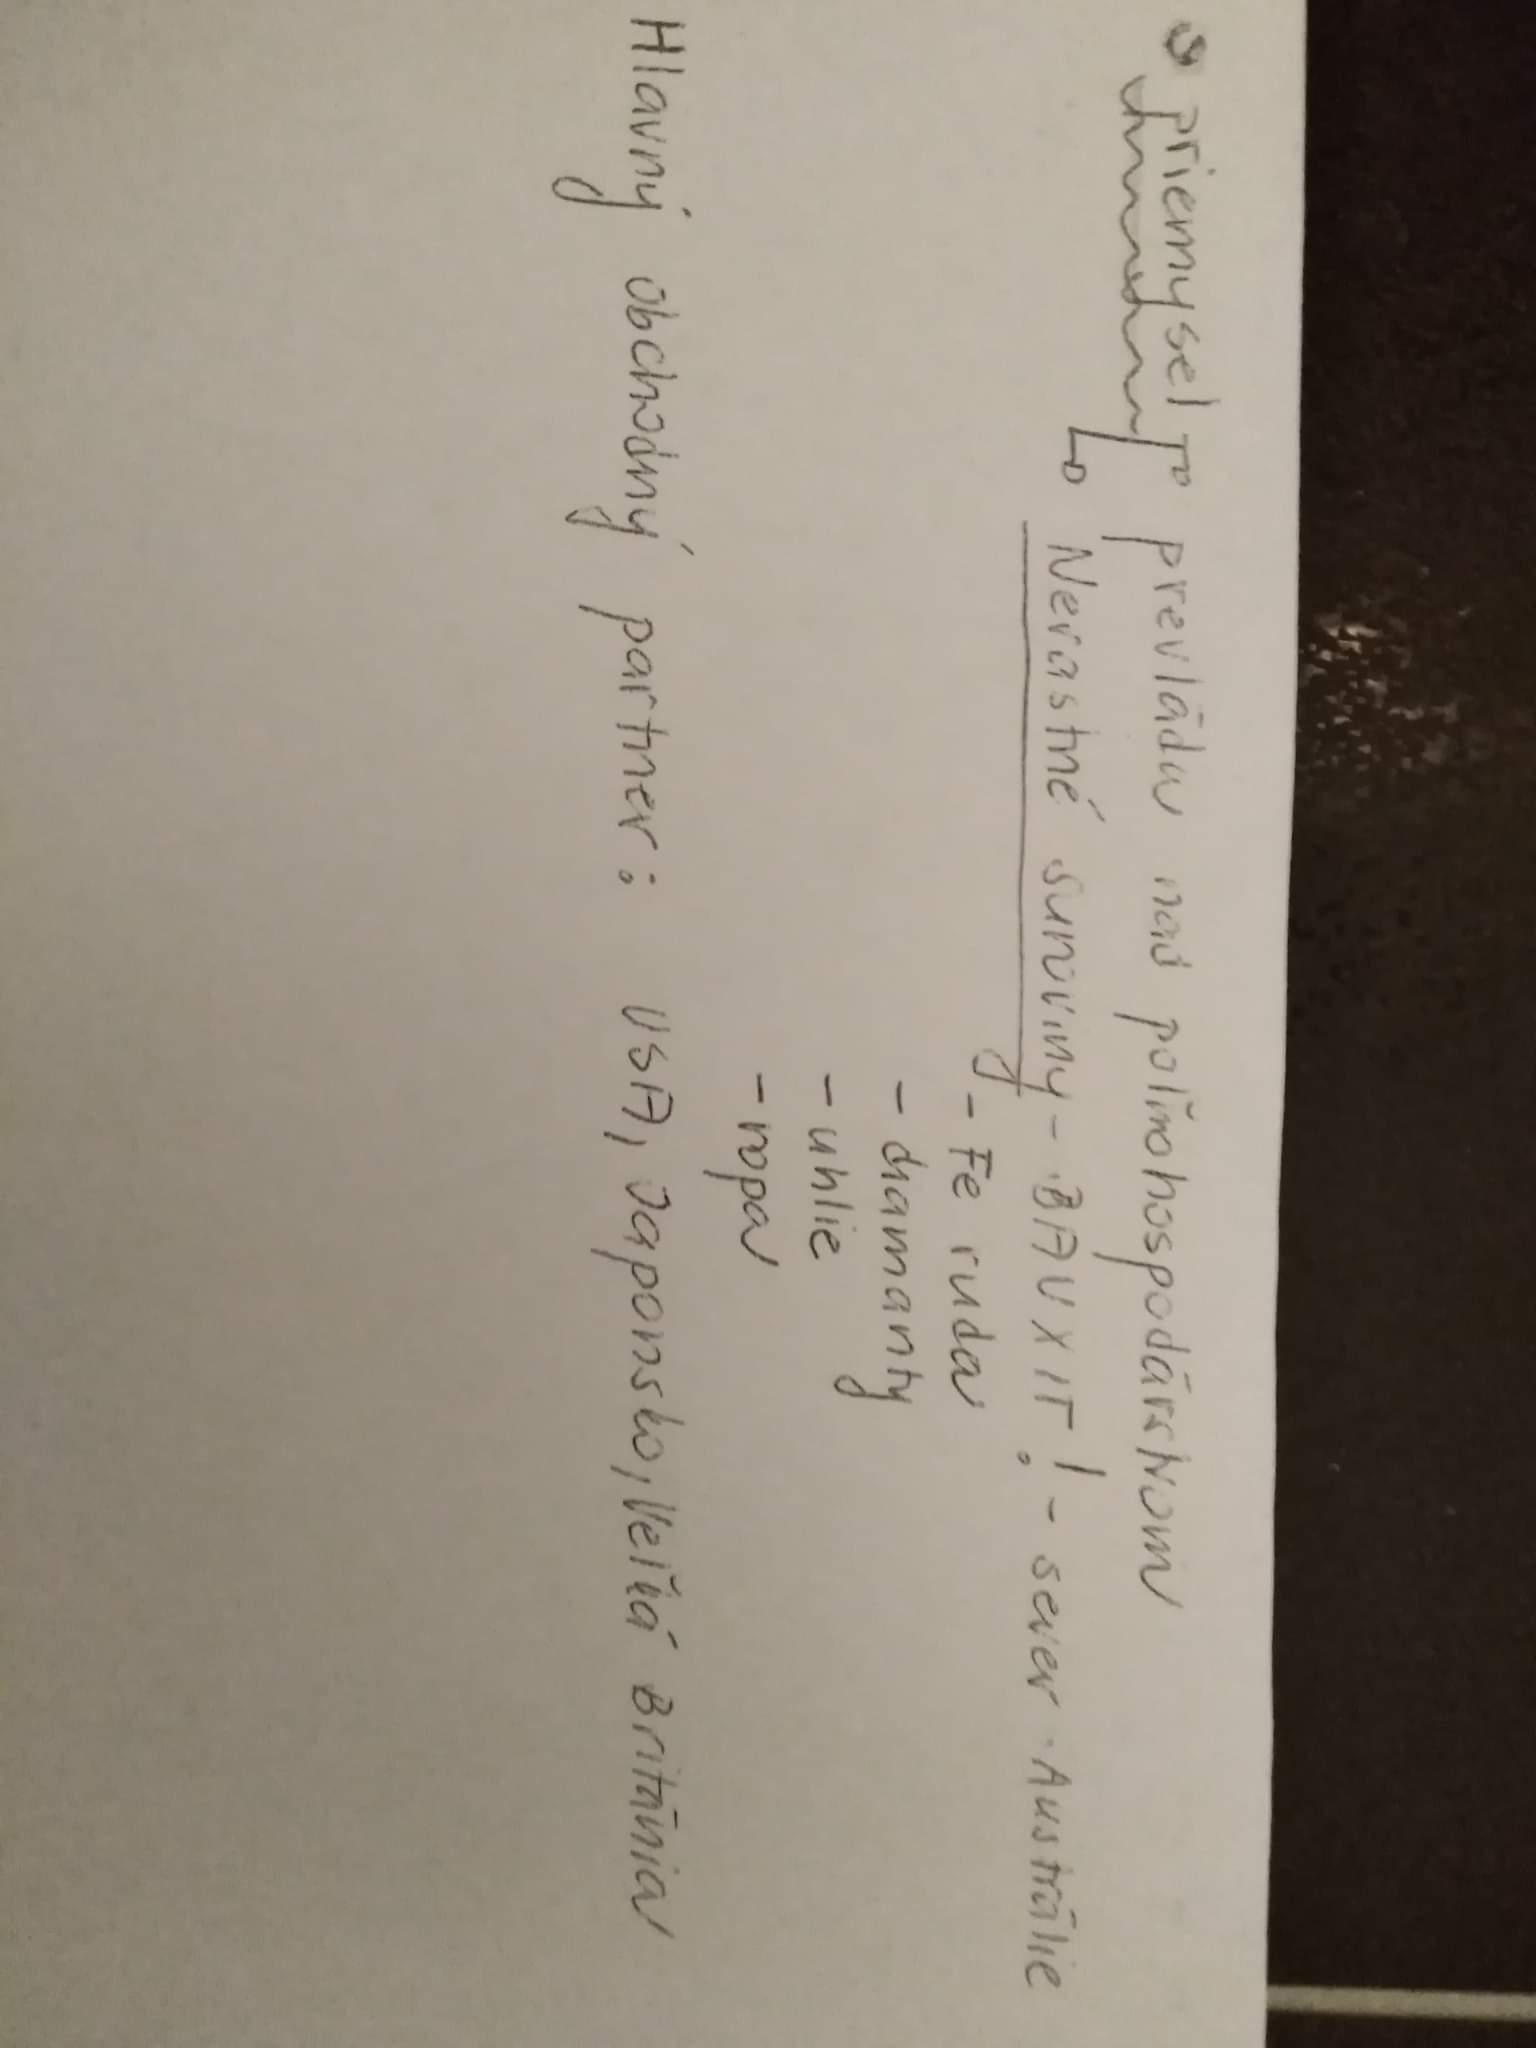 priemysel → prevláda nad poľnohospodárstvom
↳ Nerastné suroviny - BAUXIT! - sever Austrálie
- Fe ruda
- diamanty
- uhlie
- ropa
Hlavný obchodný partner: USA, Japonsko, Veľká Británia